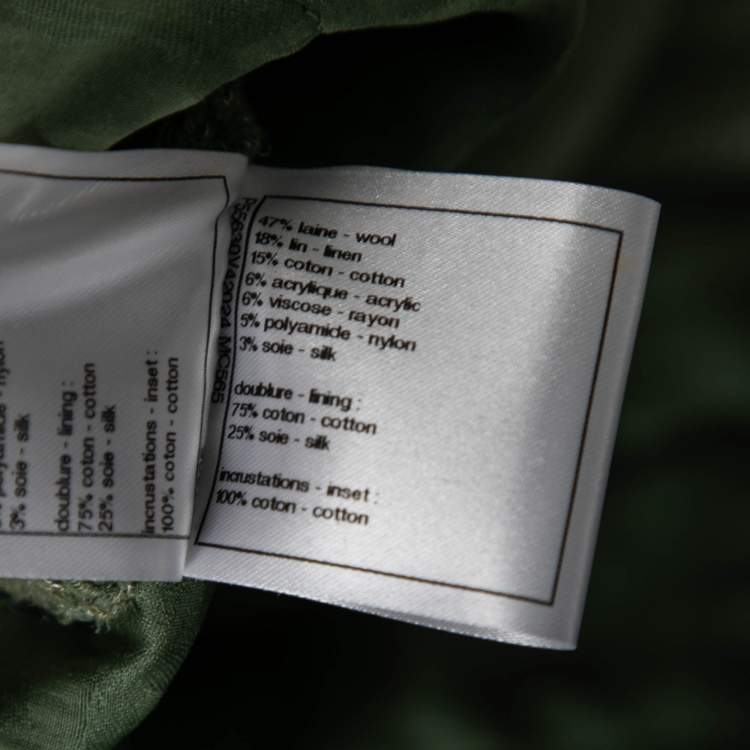 3% soie - silk
doublure - lining :
75% coton - cotton
25% soie - silk
incrustations - inset :
100% coton - cotton
47% laine - wool
18% lin - linen
15% coton - cotton
6% acrylique - acrylic
6% viscose - rayon
5% polyamide - nylon
3% soie - silk
doublure - lining :
75% coton - cotton
25% soie - silk
incrustations - inset :
100% coton - cotton